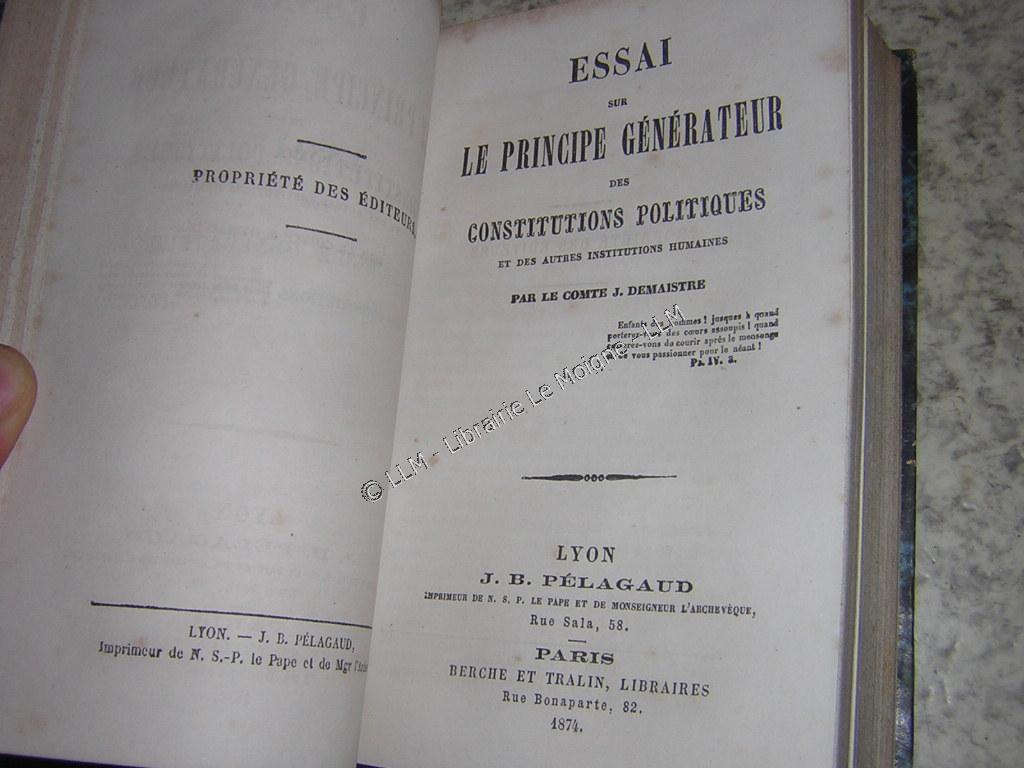 PROPRIÉTÉ DES ÉDITEURS.
LYON. — J. B. PÉLAGAUD,
Imprimeur de N. S.-P. le Pape et de Mgr
ESSAI
SUR
LE PRINCIPE GÉNÉRATEUR
DES
CONSTITUTIONS POLITIQUES
ET DES AUTRES INSTITUTIONS HUMAINES
PAR LE COMTE J. DEMAISTRE
Enfants des hommes ! jusques à quand
porterez-vous des cœurs assoupis ! quand
de courir après le mensonge
de vous passionner pour le néant !
Ps. IV. 3.
© LLM - Librairie Le Moigne - LLM
LYON
J. B. PÉLAGAUD
IMPRIMEUR DE N. S. P. LE PAPE ET DE MONSEIGNEUR L'ARCHEVÊQUE,
Rue Sala, 58.
PARIS
BERCHE ET TRALIN, LIBRAIRES
Rue Bonaparte, 82.
1874.